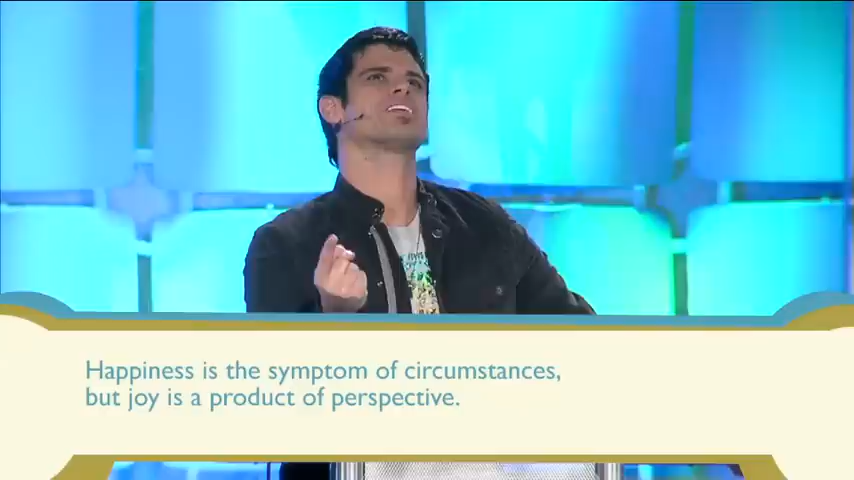 Happiness is the symptom of circumstances,
but joy is a product of perspective.